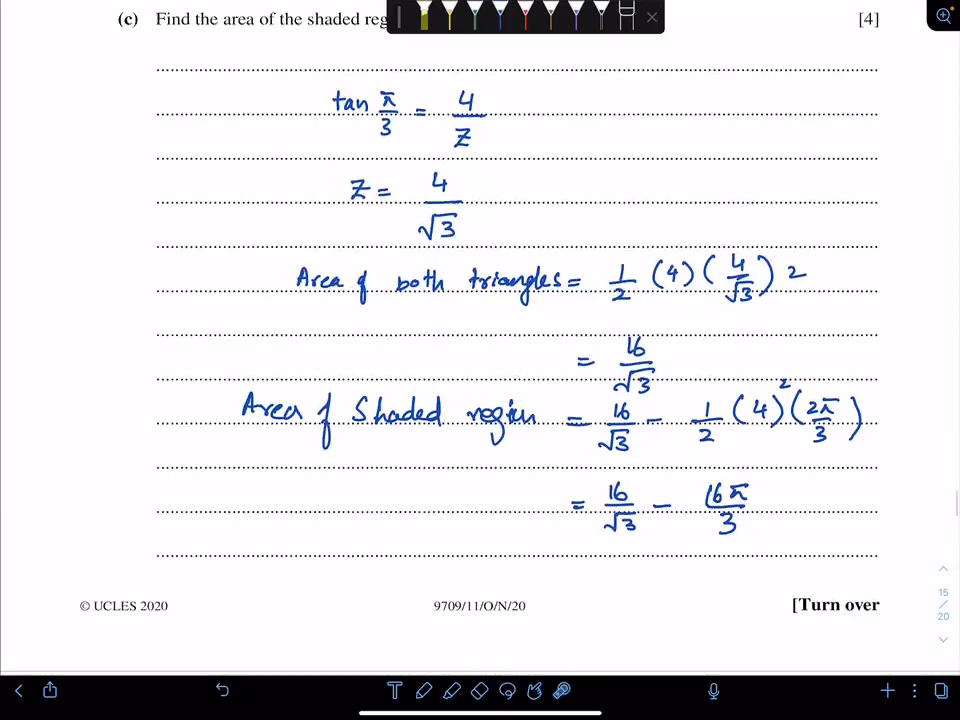 (c) Find the area of the shaded reg [4]
tan π/3 = 4/z
z = 4/√3
Area of both triangles = 1/2 (4) (4/√3) 2
= 16/√3
Area of Shaded region = 16/√3 - 1/2 (4)² (2π/3)
= 16/√3 - 16π/3
© UCLES 2020 9709/11/O/N/20 [Turn over
15
/
20